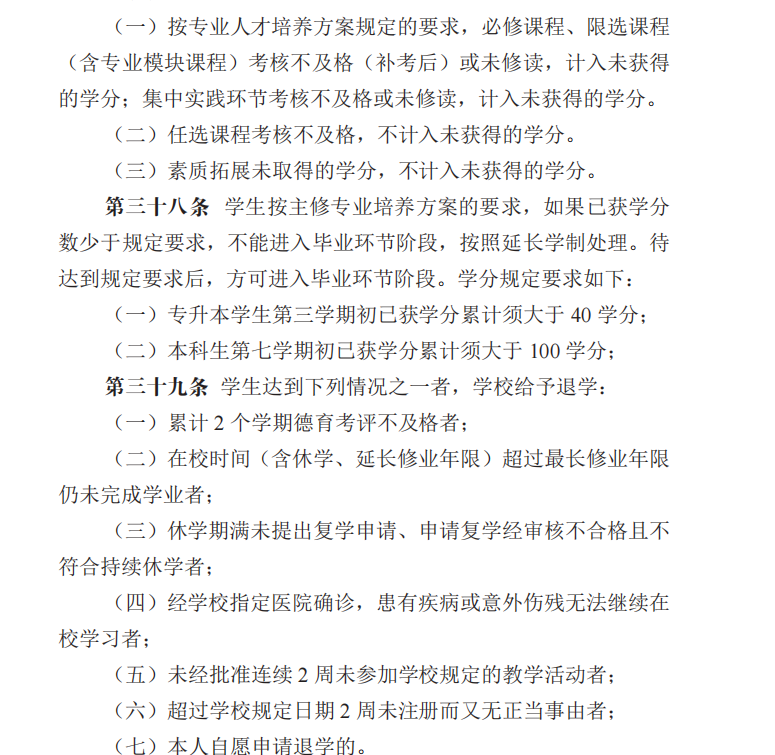 （一）按专业人才培养方案规定的要求，必修课程、限选课程
（含专业模块课程）考核不及格（补考后）或未修读，计入未获得
的学分；集中实践环节考核不及格或未修读，计入未获得的学分。
（二）任选课程考核不及格，不计入未获得的学分。
（三）素质拓展未取得的学分，不计入未获得的学分。
第三十八条 学生按主修专业培养方案的要求，如果已获学分
数少于规定要求，不能进入毕业环节阶段，按照延长学制处理。待
达到规定要求后，方可进入毕业环节阶段。学分规定要求如下：
（一）专升本学生第三学期初已获学分累计须大于 40 学分；
（二）本科生第七学期初已获学分累计须大于 100 学分；
第三十九条 学生达到下列情况之一者，学校给予退学：
（一）累计 2 个学期德育考评不及格者；
（二）在校时间（含休学、延长修业年限）超过最长修业年限
仍未完成学业者；
（三）休学期满未提出复学申请、申请复学经审核不合格且不
符合持续休学者；
（四）经学校指定医院确诊，患有疾病或意外伤残无法继续在
校学习者；
（五）未经批准连续 2 周未参加学校规定的教学活动者；
（六）超过学校规定日期 2 周未注册而又无正当事由者；
（七）本人自愿申请退学的。